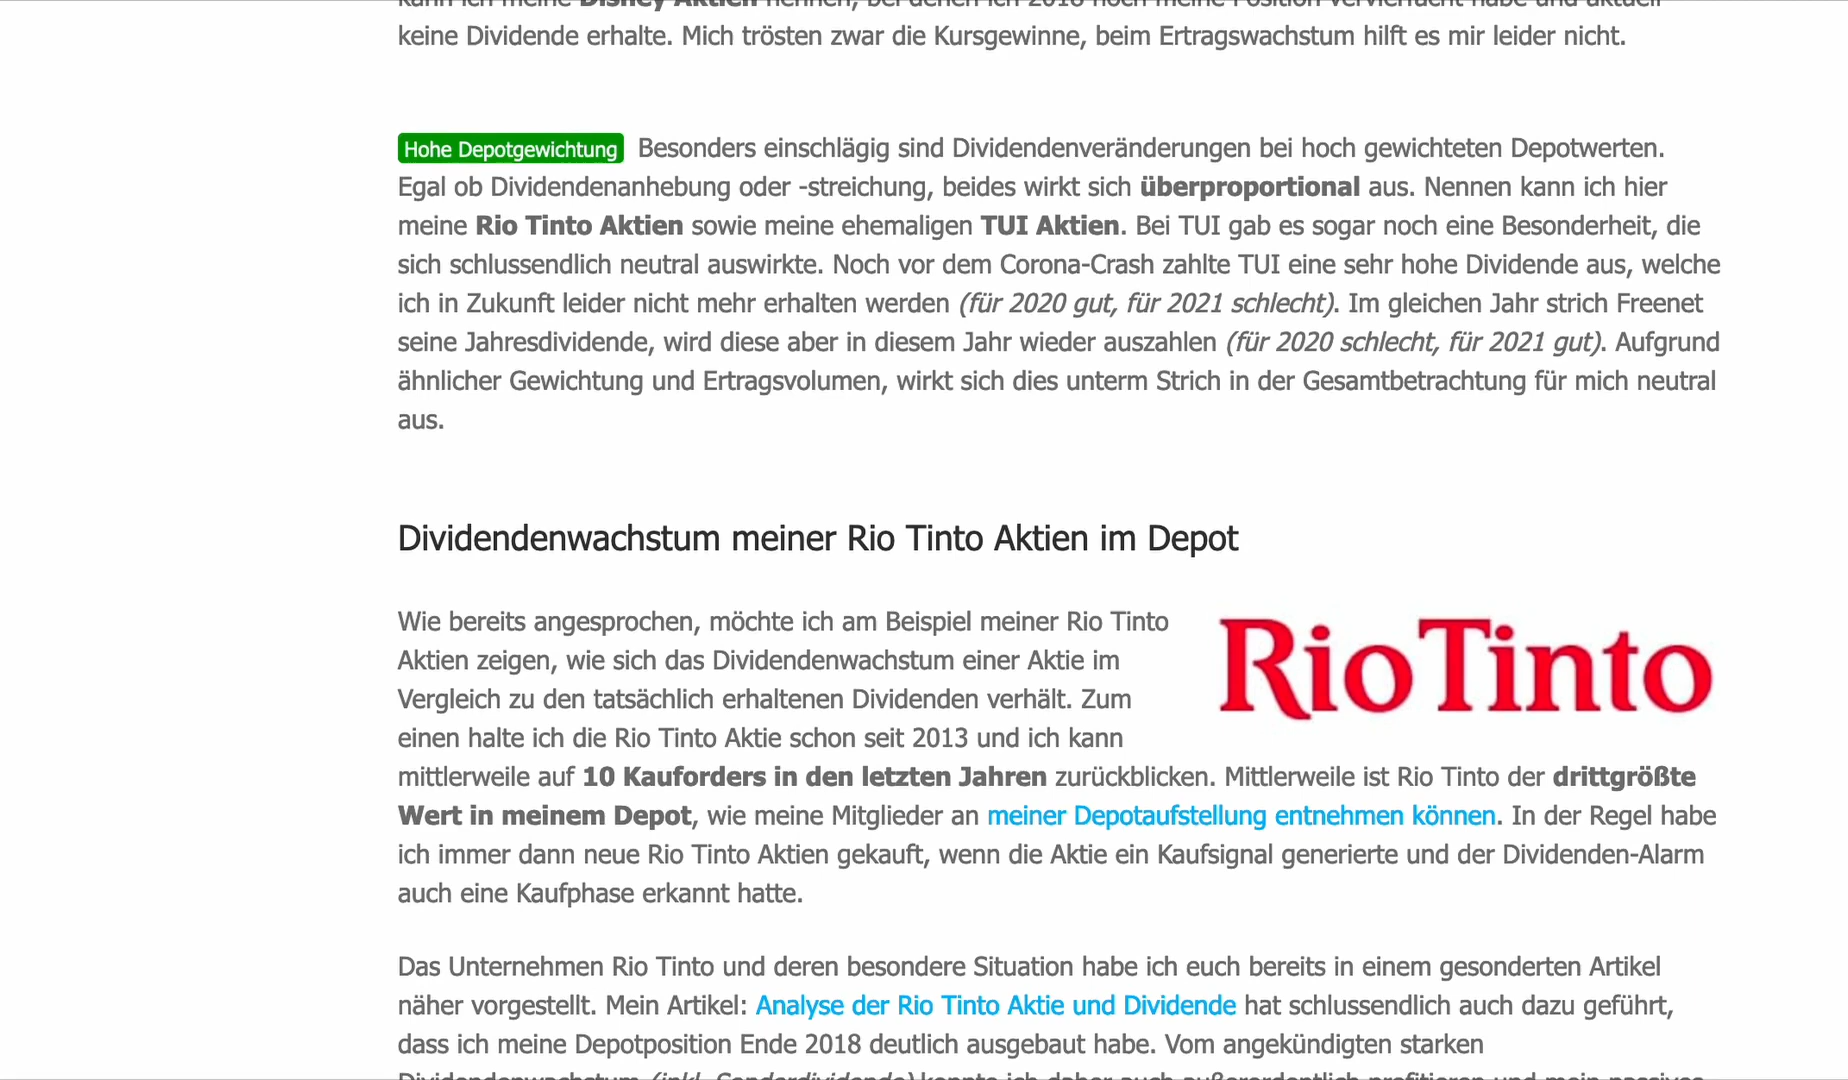 kann ich meine Disney Aktien nennen, bei denen ich 2018 noch meine Position vervierfacht habe und aktuell
keine Dividende erhalte. Mich trösten zwar die Kursgewinne, beim Ertragswachstum hilft es mir leider nicht.
Hohe Depotgewichtung Besonders einschlägig sind Dividendenveränderungen bei hoch gewichteten Depotwerten.
Egal ob Dividendenanhebung oder -streichung, beides wirkt sich überproportional aus. Nennen kann ich hier
meine Rio Tinto Aktien sowie meine ehemaligen TUI Aktien. Bei TUI gab es sogar noch eine Besonderheit, die
sich schlussendlich neutral auswirkte. Noch vor dem Corona-Crash zahlte TUI eine sehr hohe Dividende aus, welche
ich in Zukunft leider nicht mehr erhalten werden (für 2020 gut, für 2021 schlecht). Im gleichen Jahr strich Freenet
seine Jahresdividende, wird diese aber in diesem Jahr wieder auszahlen (für 2020 schlecht, für 2021 gut). Aufgrund
ähnlicher Gewichtung und Ertragsvolumen, wirkt sich dies unterm Strich in der Gesamtbetrachtung für mich neutral
aus.
Dividendenwachstum meiner Rio Tinto Aktien im Depot
Wie bereits angesprochen, möchte ich am Beispiel meiner Rio Tinto
Aktien zeigen, wie sich das Dividendenwachstum einer Aktie im
Vergleich zu den tatsächlich erhaltenen Dividenden verhält. Zum
einen halte ich die Rio Tinto Aktie schon seit 2013 und ich kann
RioTinto
mittlerweile auf 10 Kauforders in den letzten Jahren zurückblicken. Mittlerweile ist Rio Tinto der drittgrößte
Wert in meinem Depot, wie meine Mitglieder an meiner Depotaufstellung entnehmen können. In der Regel habe
ich immer dann neue Rio Tinto Aktien gekauft, wenn die Aktie ein Kaufsignal generierte und der Dividenden-Alarm
auch eine Kaufphase erkannt hatte.
Das Unternehmen Rio Tinto und deren besondere Situation habe ich euch bereits in einem gesonderten Artikel
näher vorgestellt. Mein Artikel: Analyse der Rio Tinto Aktie und Dividende hat schlussendlich auch dazu geführt,
dass ich meine Depotposition Ende 2018 deutlich ausgebaut habe. Vom angekündigten starken
Dividendenwachstum (inkl. Sonderdividende) konnte ich daher auch außerordentlich profitieren und mein passives